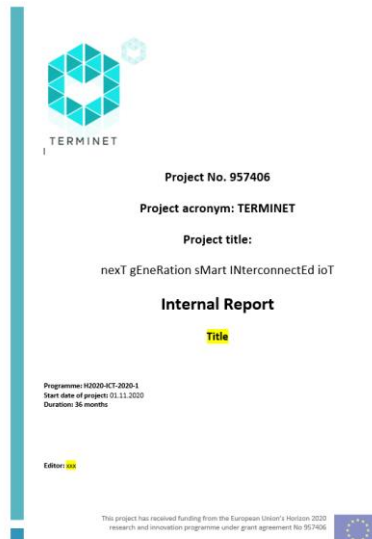 TERMINET
Project No. 957406
Project acronym: TERMINET
Project title:
nexT gEneRation sMart INterconnectEd ioT
Internal Report
Title
Programme: H2020-ICT-2020-1
Start date of project: 01.11.2020
Duration: 36 months
Editor: xxx
This project has received funding from the European Union's Horizon 2020
research and innovation programme under grant agreement No 957406